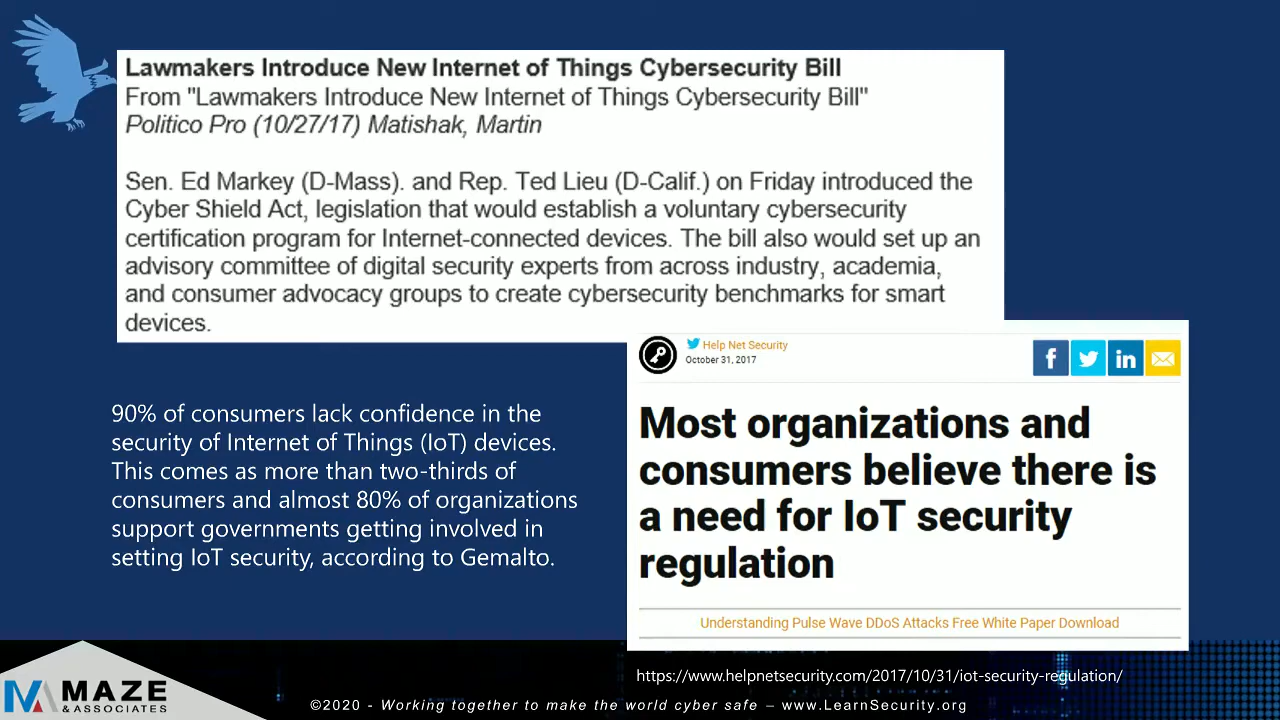 Lawmakers Introduce New Internet of Things Cybersecurity Bill
From "Lawmakers Introduce New Internet of Things Cybersecurity Bill"
Politico Pro (10/27/17) Matishak, Martin
Sen. Ed Markey (D-Mass). and Rep. Ted Lieu (D-Calif.) on Friday introduced the
Cyber Shield Act, legislation that would establish a voluntary cybersecurity
certification program for Internet-connected devices. The bill also would set up an
advisory committee of digital security experts from across industry, academia,
and consumer advocacy groups to create cybersecurity benchmarks for smart
devices.
Help Net Security
October 31, 2017
Most organizations and
consumers believe there is
a need for IoT security
regulation
Understanding Pulse Wave DDoS Attacks Free White Paper Download
90% of consumers lack confidence in the
security of Internet of Things (IoT) devices.
This comes as more than two-thirds of
consumers and almost 80% of organizations
support governments getting involved in
setting IoT security, according to Gemalto.
https://www.helpnetsecurity.com/2017/10/31/iot-security-regulation/
MAZE
& ASSOCIATES
©2020 - Working together to make the world cyber safe – www.LearnSecurity.org